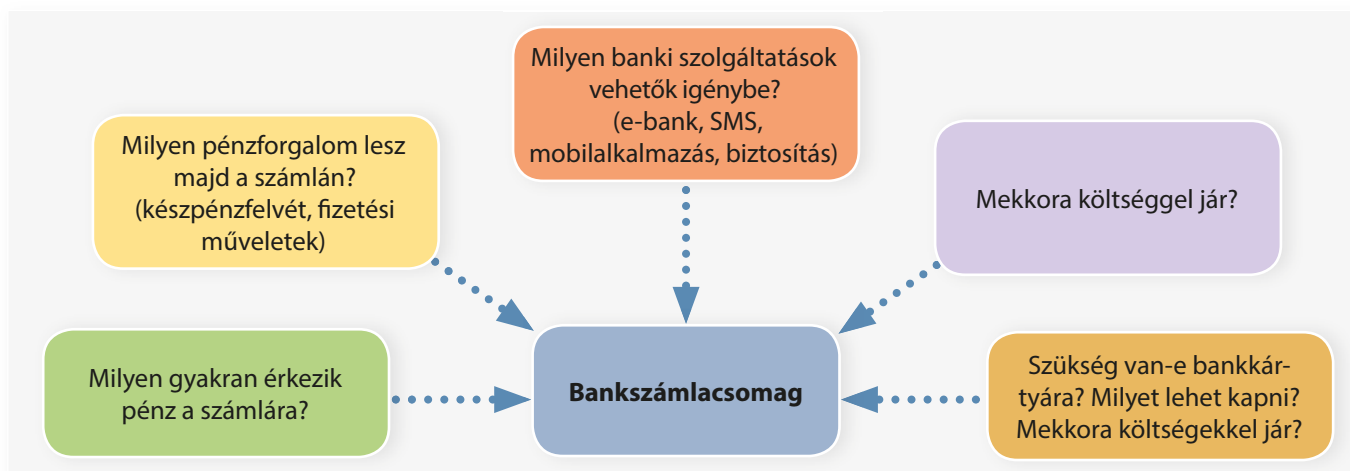 Milyen banki szolgáltatások
vehetők igénybe?
(e-bank, SMS,
mobilalkalmazás, biztosítás)
Milyen pénzforgalom lesz
majd a számlán?
(készpénzfelvét, fizetési
műveletek)
Mekkora költséggel jár?
Milyen gyakran érkezik
pénz a számlára?
Bankszámlacsomag
Szükség van-e bankkár-
tyára? Milyet lehet kapni?
Mekkora költségekkel jár?